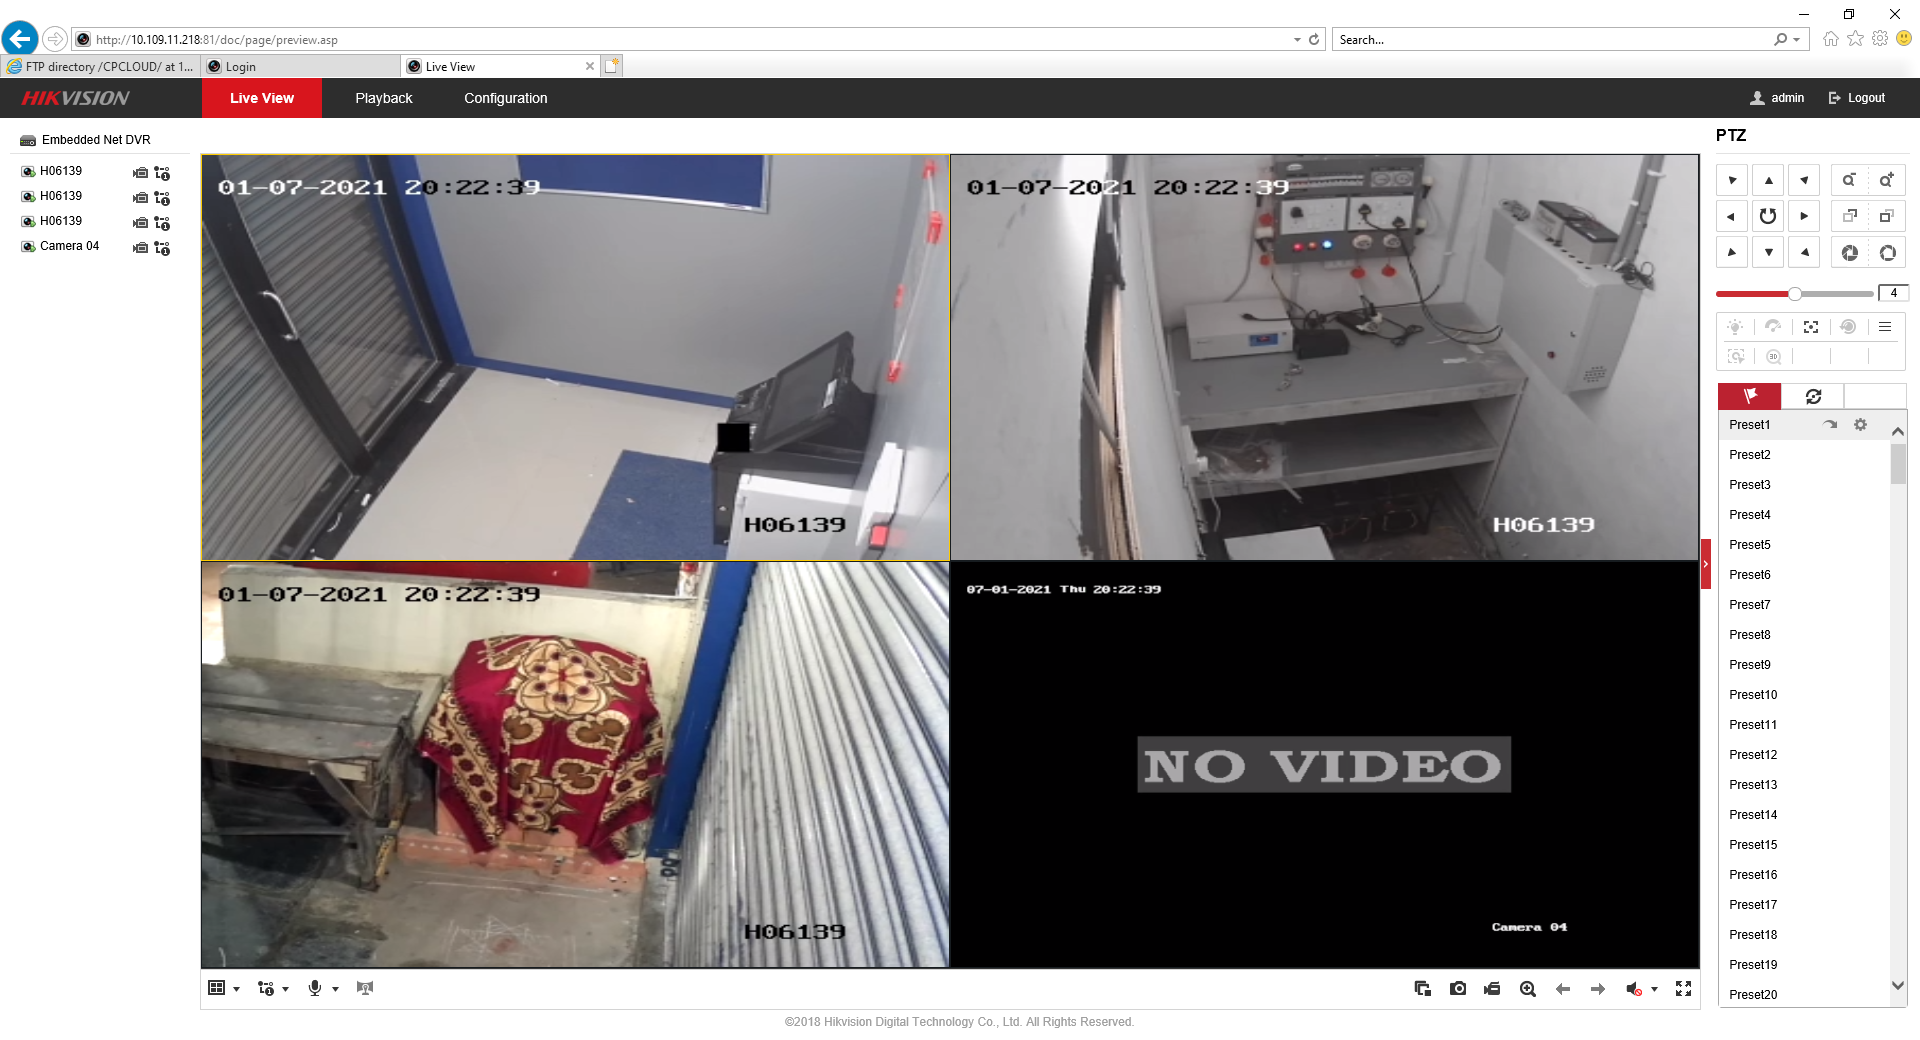 http://10.109.11.218:81/doc/page/preview.asp
Search...
FTP directory /CPCLOUD/ at 1...
Login
Live View
HIKVISION
Live View
Playback
Configuration
admin
Logout
Embedded Net DVR
H06139
H06139
H06139
Camera 04
01-07-2021 20:22:39
H06139
01-07-2021 20:22:39
H06139
01-07-2021 20:22:39
H06139
07-01-2021 Thu 20:22:39
NO VIDEO
Camera 04
PTZ
4
3D
Preset1
Preset2
Preset3
Preset4
Preset5
Preset6
Preset7
Preset8
Preset9
Preset10
Preset11
Preset12
Preset13
Preset14
Preset15
Preset16
Preset17
Preset18
Preset19
Preset20
©2018 Hikvision Digital Technology Co., Ltd. All Rights Reserved.